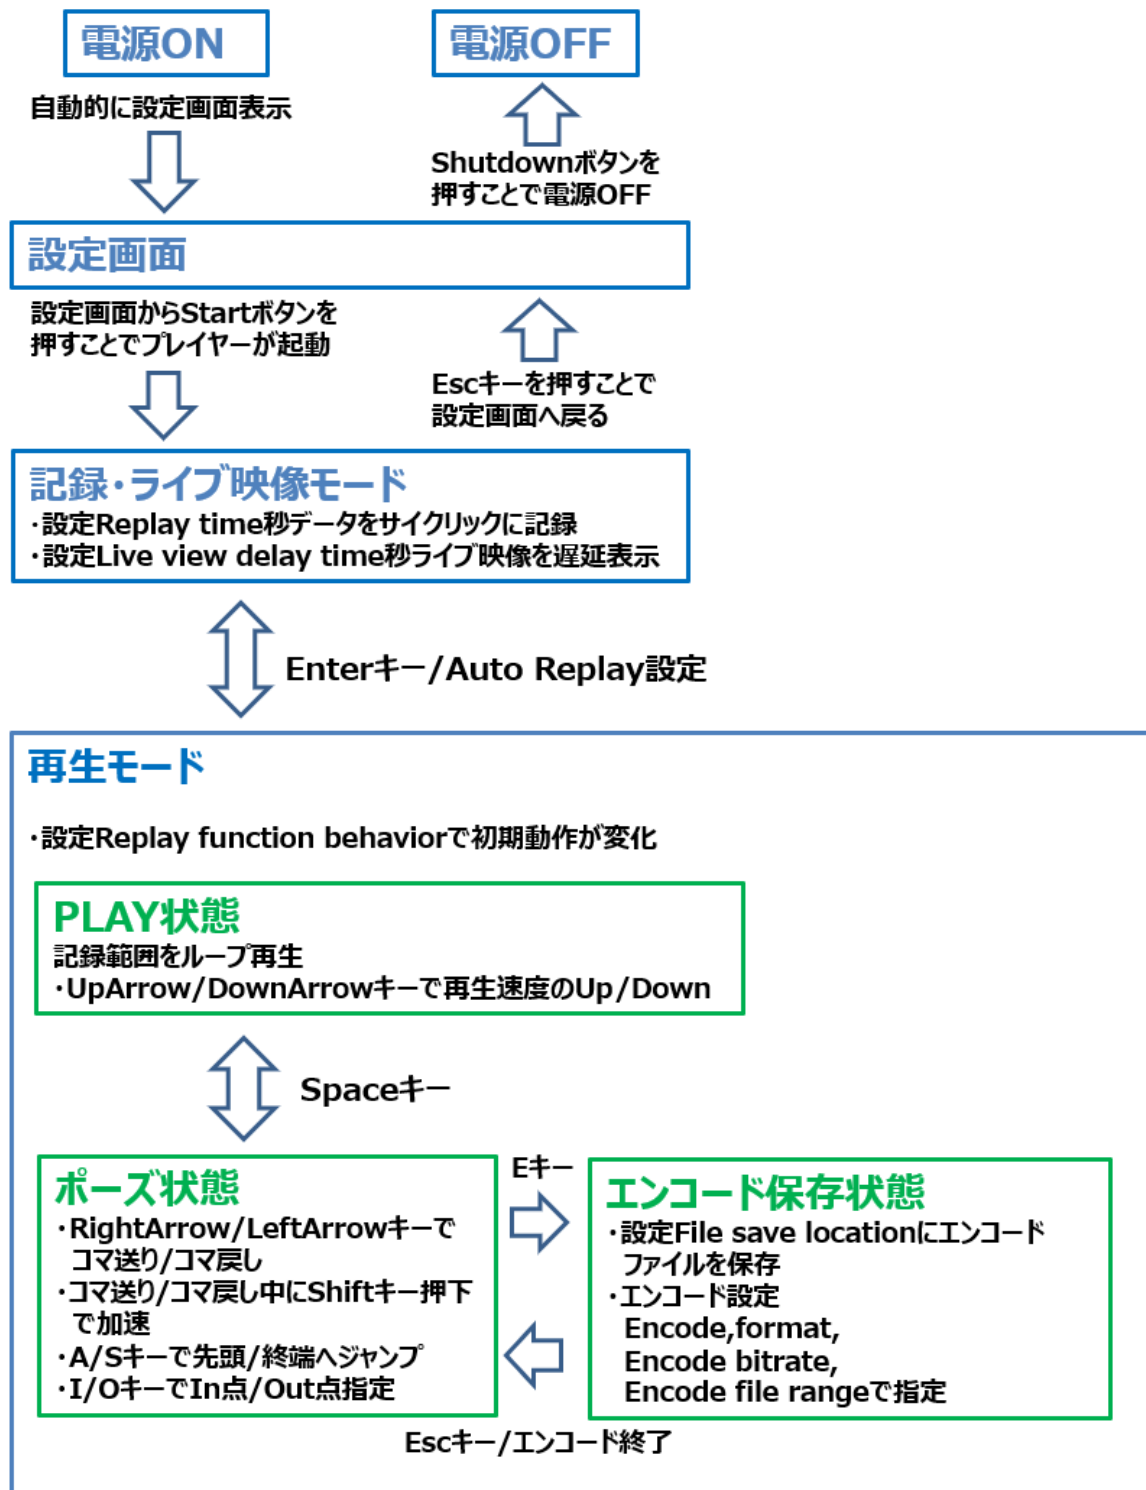 電源ON
電源OFF
自動的に設定画面表示
Shutdownボタンを
押すことで電源OFF
設定画面
設定画面からStartボタンを
押すことでプレイヤーが起動
Escキーを押すことで
設定画面へ戻る
記録・ライブ映像モード
・設定Replay time秒データをサイクリックに記録
・設定Live view delay time秒ライブ映像を遅延表示
Enterキー/Auto Replay設定
再生モード
・設定Replay function behaviorで初期動作が変化
PLAY状態
記録範囲をループ再生
・UpArrow/DownArrowキーで再生速度のUp/Down
Spaceキー
ポーズ状態
・RightArrow/LeftArrowキーで
コマ送り/コマ戻し
・コマ送り/コマ戻し中にShiftキー押下
で加速
・A/Sキーで先頭/終端へジャンプ
・I/OキーでIn点/Out点指定
Eキー
エンコード保存状態
・設定File save locationにエンコード
ファイルを保存
・エンコード設定
Encode,format,
Encode bitrate,
Encode file rangeで指定
Escキー/エンコード終了